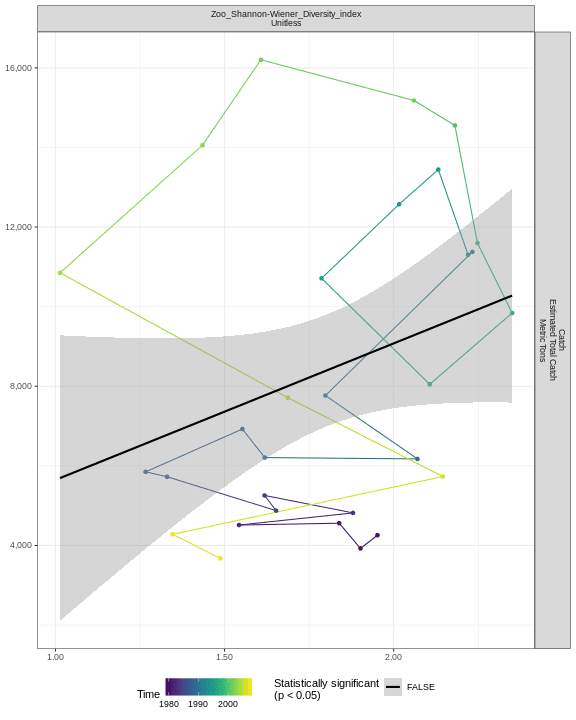 Zoo_Shannon-Wiener_Diversity_index
Unitless
16,000
12,000
8,000
4,000
Catch
Estimated Total Catch
Metric Tons
1.00
1.50
2.00
Time
1980
1990
2000
Statistically significant
(p < 0.05)
FALSE